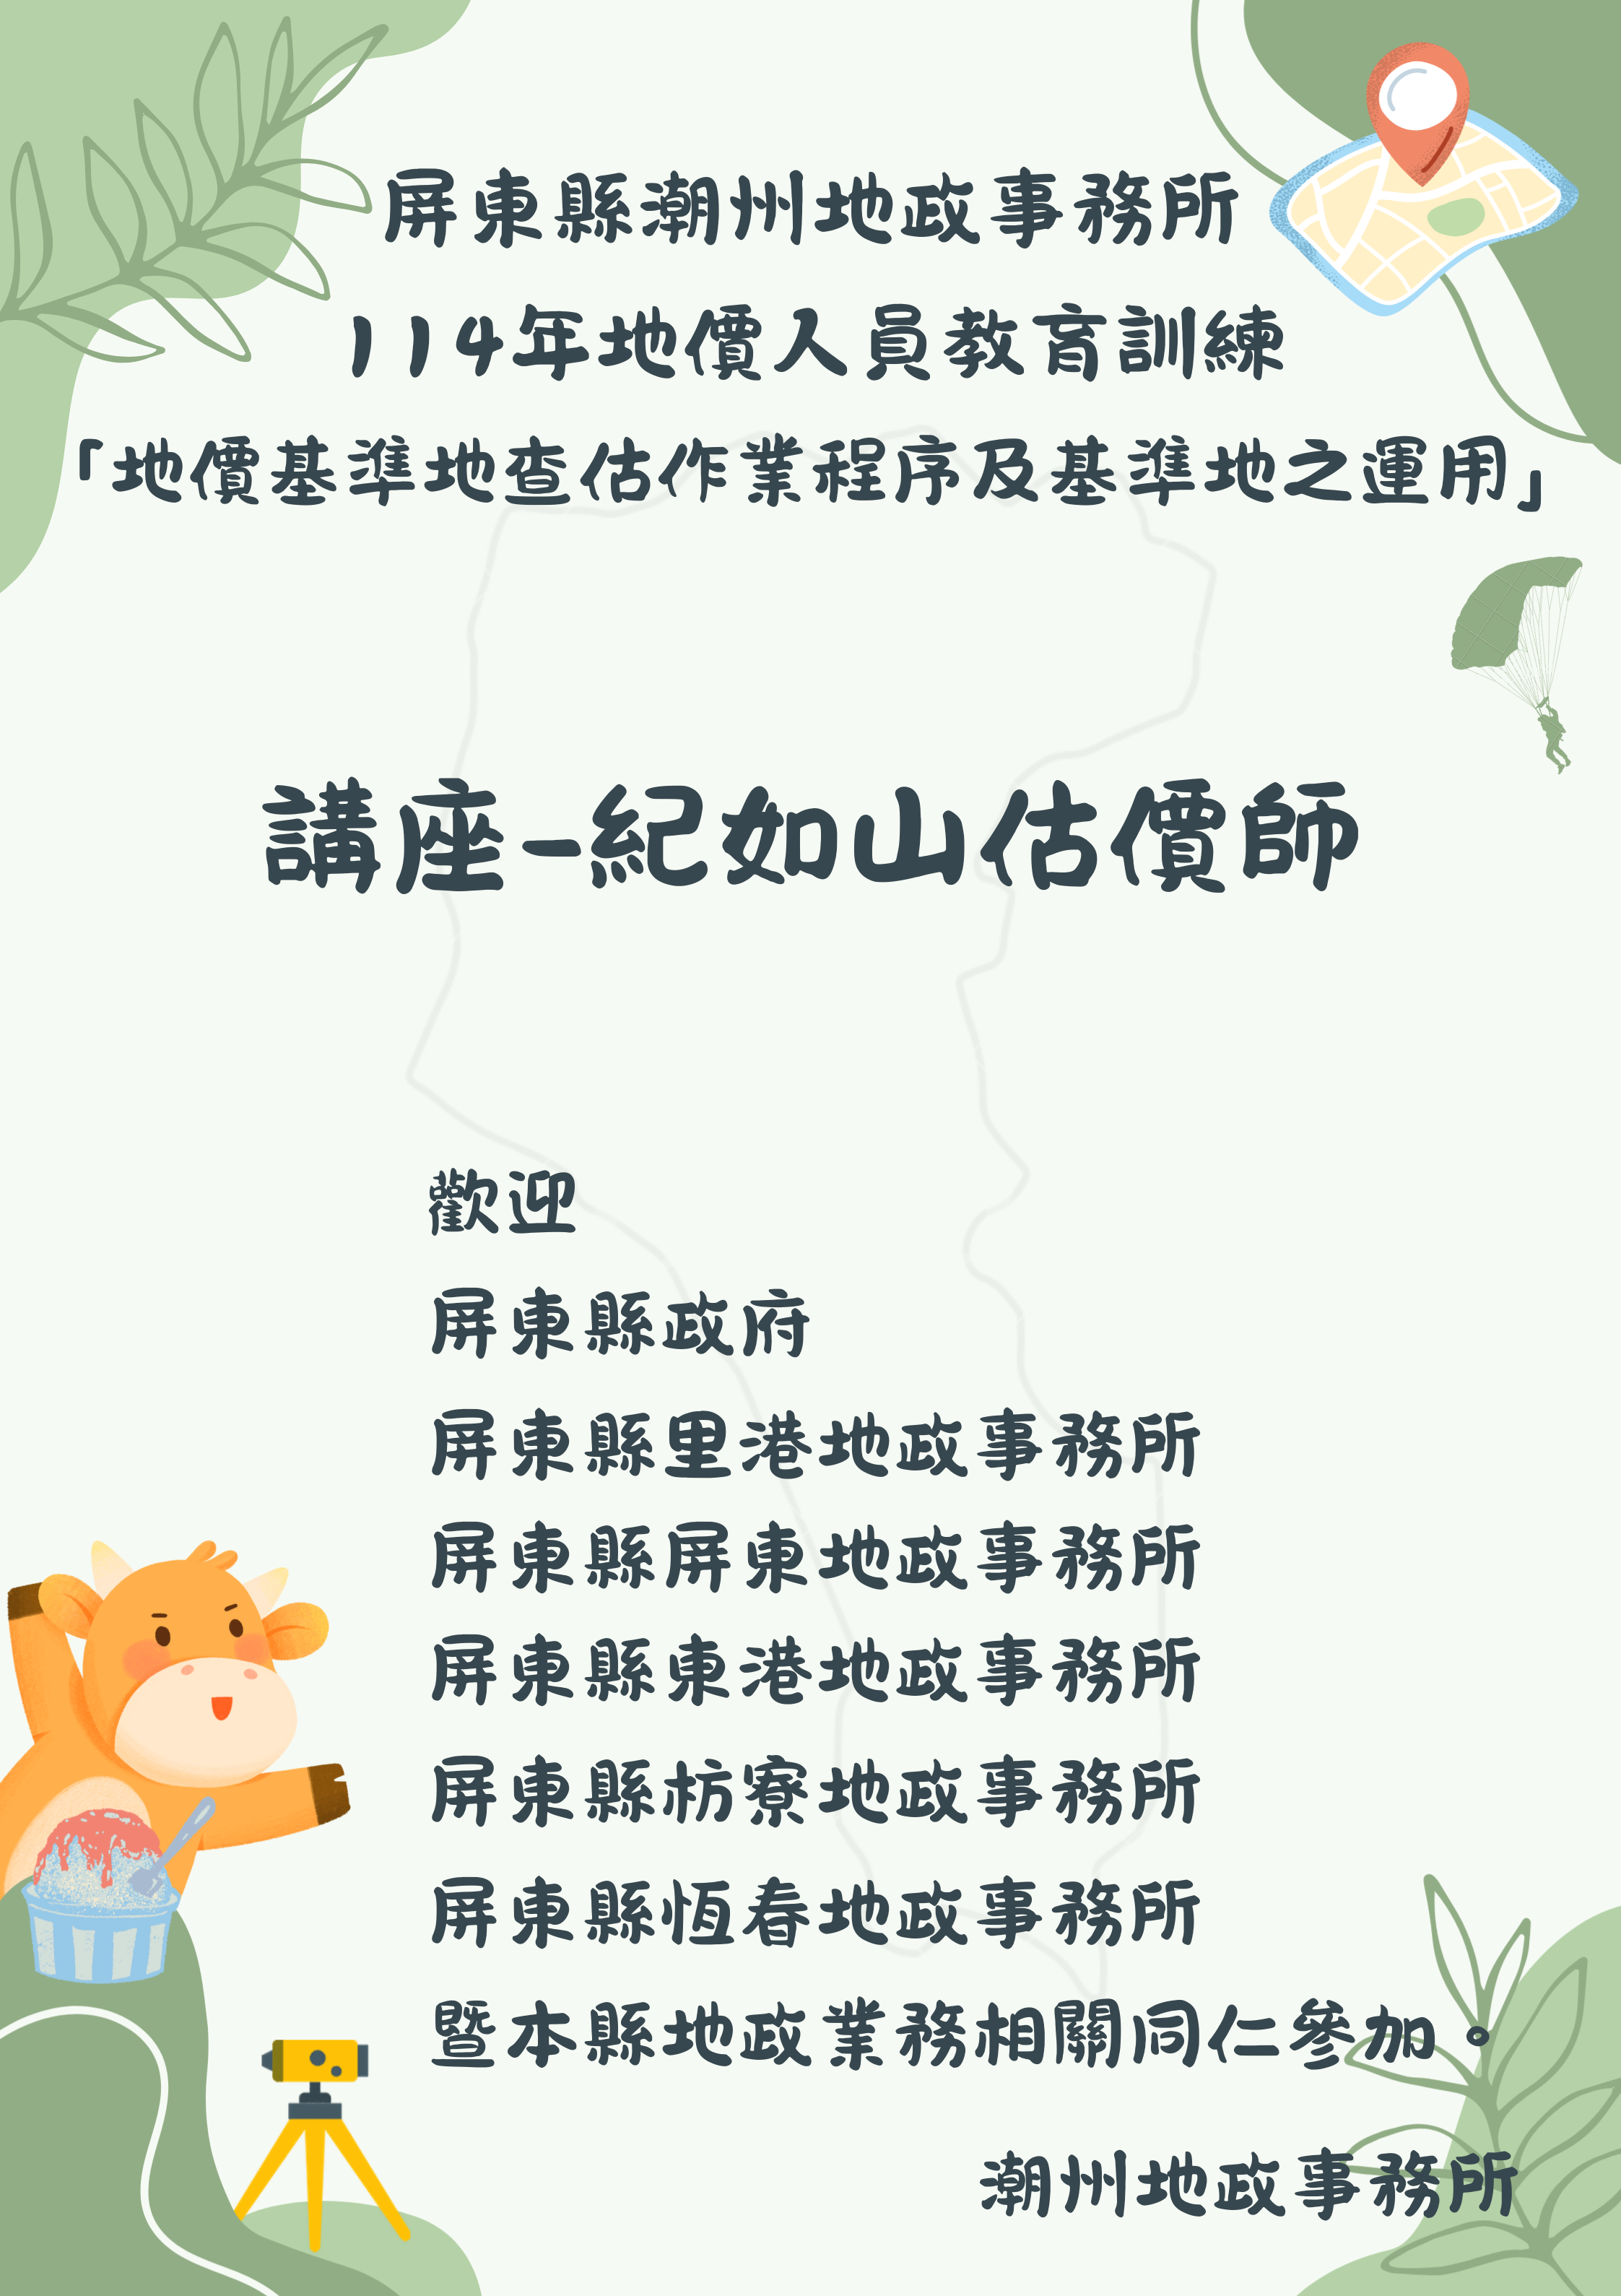 屏東縣潮州地政事務所
114年地價人員教育訓練
「地價基準地查估作業程序及基準地之運用」
講座-紀如山估價師
歡迎
屏東縣政府
屏東縣里港地政事務所
屏東縣屏東地政事務所
屏東縣東港地政事務所
屏東縣枋寮地政事務所
屏東縣恆春地政事務所
暨本縣地政業務相關同仁參加。
潮州地政事務所